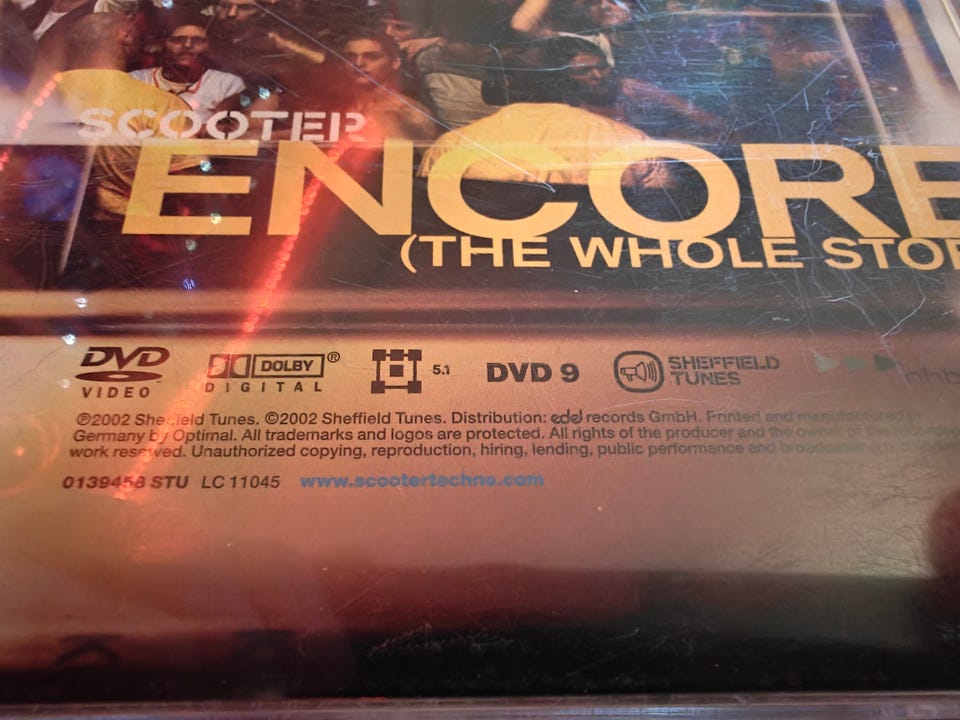 SCOOTER
ENCORE
(THE WHOLE STO
DVD VIDEO™ DOLBY® DIGITAL 5.1 DVD 9 SHEFFIELD TUNES
℗2002 Sheffield Tunes. ©2002 Sheffield Tunes. Distribution: edel records GmbH. Printed and manufactured in
Germany by Optimal. All trademarks and logos are protected. All rights of the producer and the owner of the
work reserved. Unauthorized copying, reproduction, hiring, lending, public performance and broadcasting
0139458 STU LC 11045 www.scootertechno.com